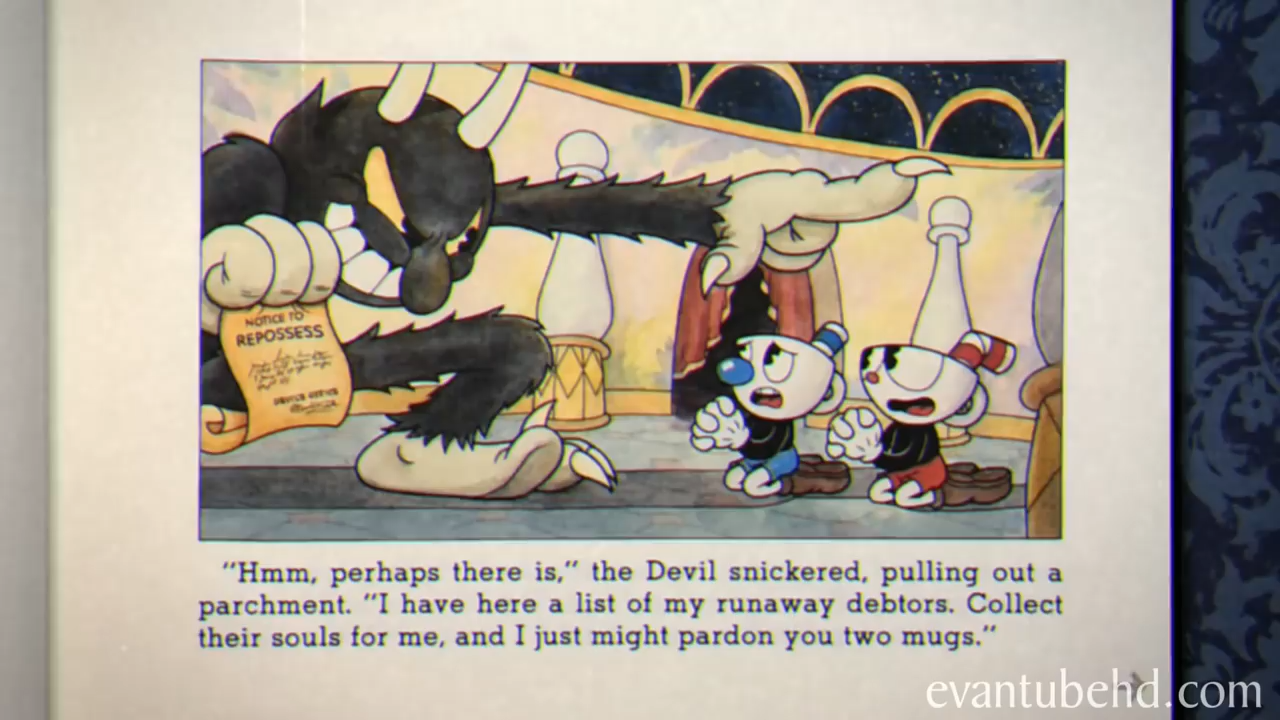 NOTICE TO
REPOSSESS
"Hmm, perhaps there is," the Devil snickered, pulling out a
parchment. "I have here a list of my runaway debtors. Collect
their souls for me, and I just might pardon you two mugs."
evantubehd.com